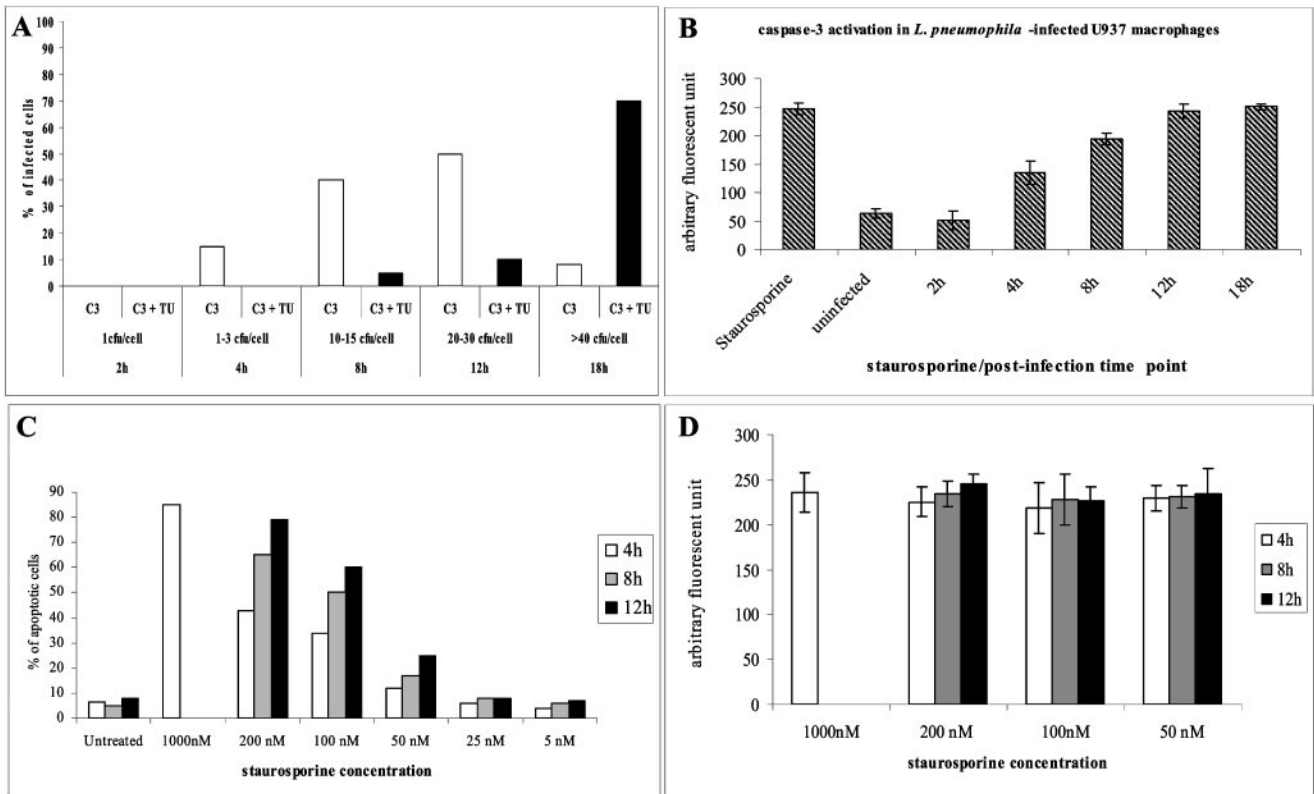 A
100
90
80
70
60
50
40
30
20
10
0
% of infected cells
C3 C3 + TU C3 C3 + TU C3 C3 + TU C3 C3 + TU C3 C3 + TU
1cfu/cell 1-3 cfu/cell 10-15 cfu/cell 20-30 cfu/cell >40 cfu/cell
2h 4h 8h 12h 18h
B
caspase-3 activation in L. pneumophila -infected U937 macrophages
300
250
200
150
100
50
0
arbitrary fluorescent unit
Staurosporine uninfected 2h 4h 8h 12h 18h
staurosporine/post-infection time point
C
90
80
70
60
50
40
30
20
10
0
% of apoptotic cells
4h
8h
12h
Untreated 1000nM 200 nM 100 nM 50 nM 25 nM 5 nM
staurosporine concentration
D
300
250
200
150
100
50
0
arbitrary fluorescent unit
4h
8h
12h
1000nM 200 nM 100nM 50 nM
staurosporine concentration